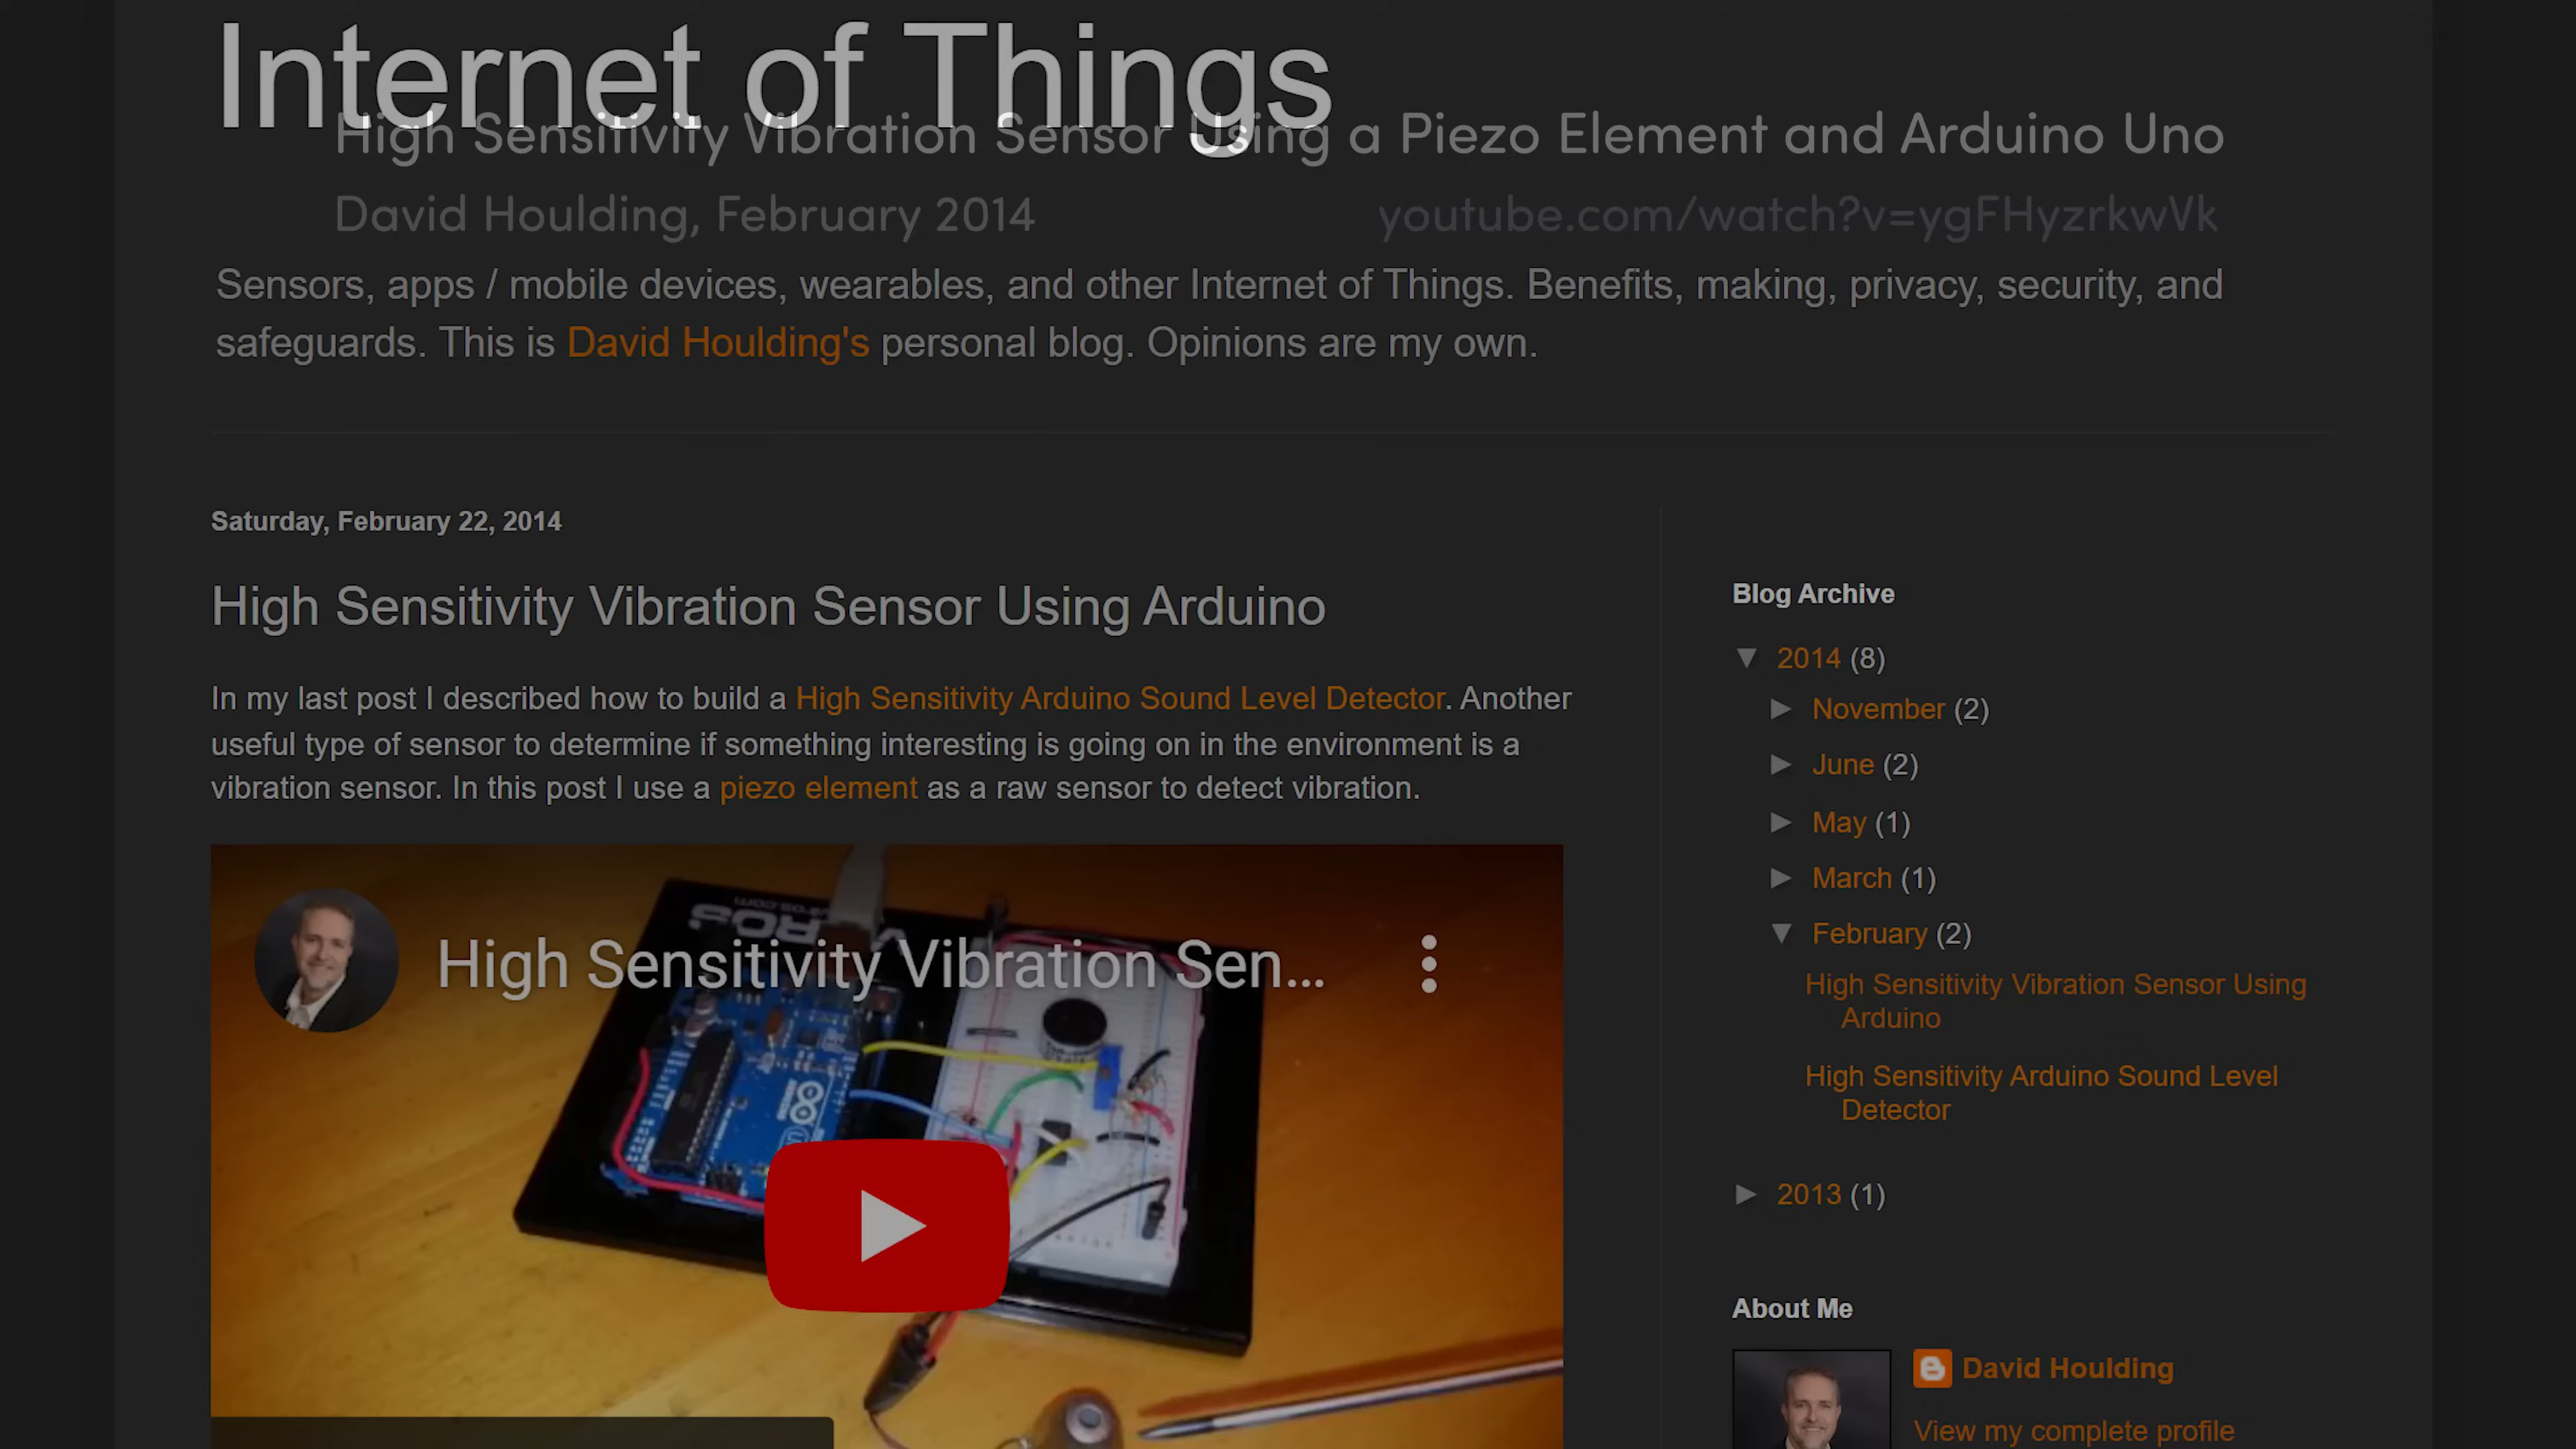 Internet of Things
High Sensitivity Vibration Sensor Using a Piezo Element and Arduino Uno
David Houlding, February 2014
youtube.com/watch?v=ygFHyzrkwVk
Sensors, apps / mobile devices, wearables, and other Internet of Things. Benefits, making, privacy, security, and
safeguards. This is David Houlding's personal blog. Opinions are my own.
Saturday, February 22, 2014
High Sensitivity Vibration Sensor Using Arduino
In my last post I described how to build a High Sensitivity Arduino Sound Level Detector. Another
useful type of sensor to determine if something interesting is going on in the environment is a
vibration sensor. In this post I use a piezo element as a raw sensor to detect vibration.
High Sensitivity Vibration Sen...
Blog Archive
▼ 2014 (8)
► November (2)
► June (2)
► May (1)
► March (1)
▼ February (2)
High Sensitivity Vibration Sensor Using
Arduino
High Sensitivity Arduino Sound Level
Detector
► 2013 (1)
About Me
David Houlding
View my complete profile